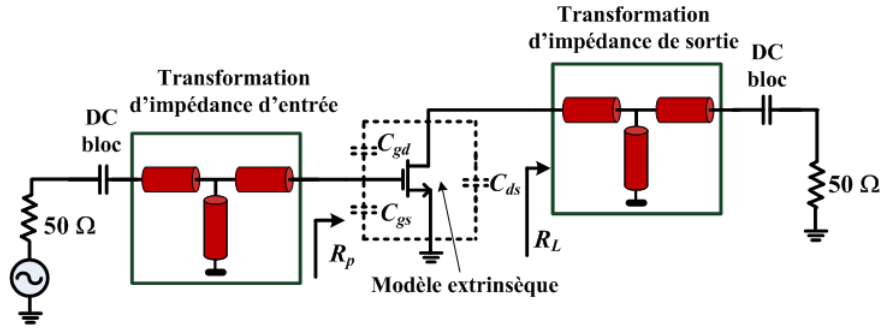 Transformation
d'impédance de sortie
DC
bloc
Transformation
d'impédance d'entrée
DC
bloc
C_gd
C_gs
C_ds
50 Ω
50 Ω
R_p
R_L
Modèle extrinsèque